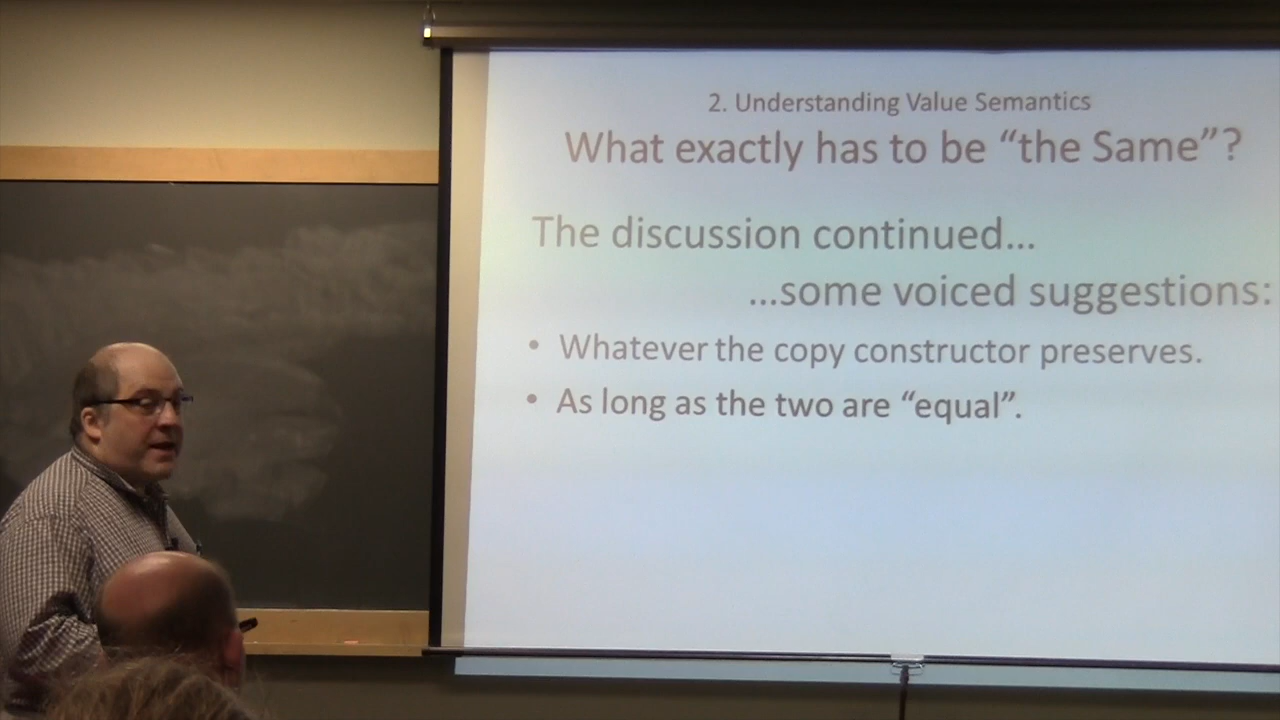 2. Understanding Value Semantics
What exactly has to be “the Same”?
The discussion continued…
…some voiced suggestions:
• Whatever the copy constructor preserves.
• As long as the two are “equal”.